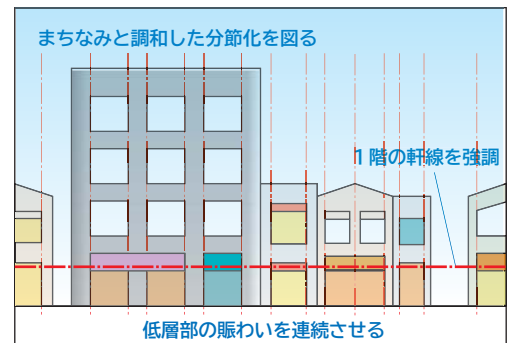 まちなみと調和した分節化を図る
1階の軒線を強調
低層部の賑わいを連続させる